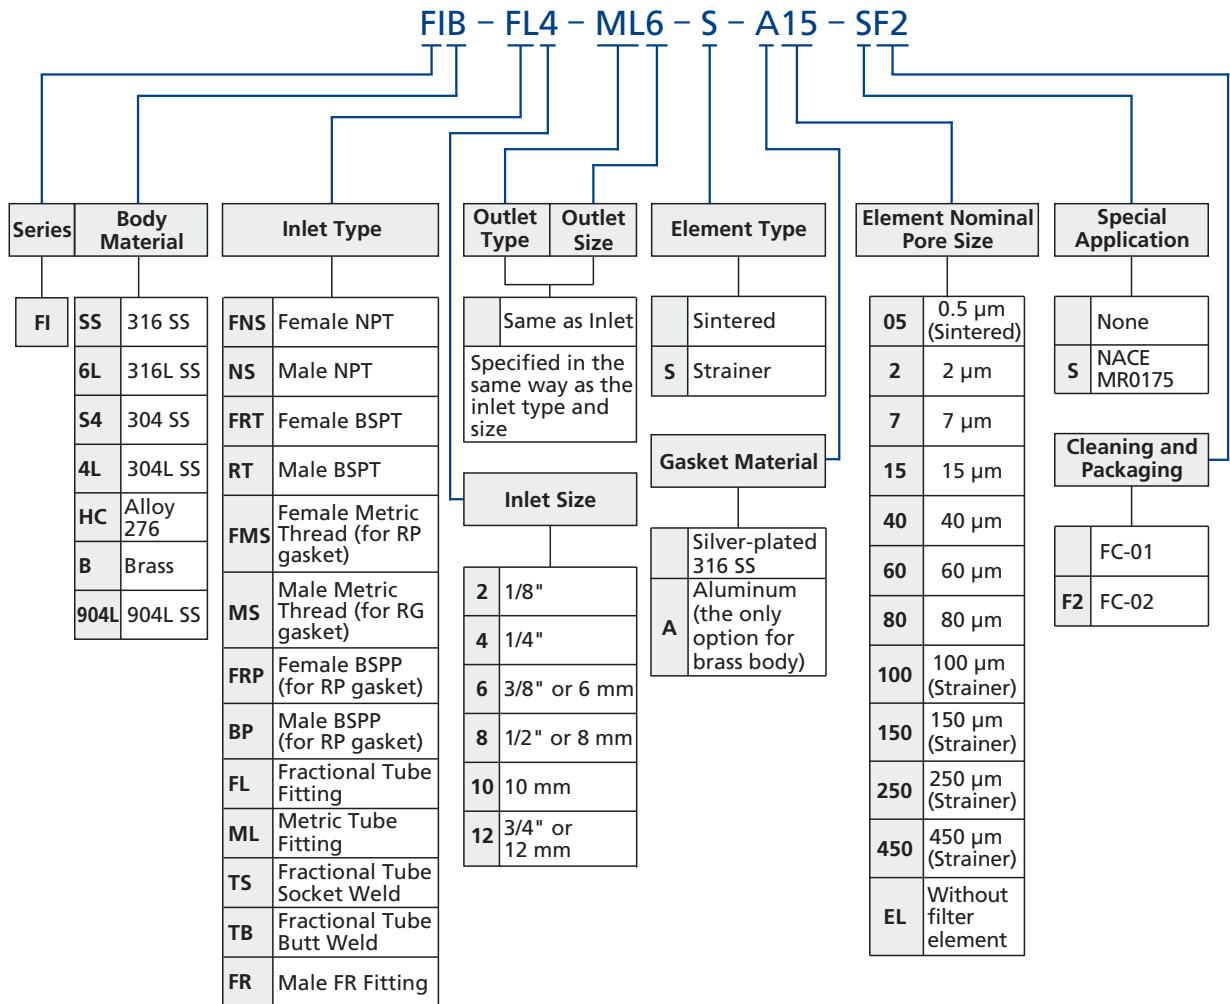 FIB – FL4 – ML6 – S – A15 – SF2
Series
Body
Material
FI
SS 316 SS
6L 316L SS
S4 304 SS
4L 304L SS
HC Alloy
276
B Brass
904L 904L SS
Inlet Type
FNS Female NPT
NS Male NPT
FRT Female BSPT
RT Male BSPT
FMS Female Metric
Thread (for RP
gasket)
MS Male Metric
Thread (for RG
gasket)
FRP Female BSPP
(for RP gasket)
BP Male BSPP
(for RP gasket)
FL Fractional Tube
Fitting
ML Metric Tube
Fitting
TS Fractional Tube
Socket Weld
TB Fractional Tube
Butt Weld
FR Male FR Fitting
Outlet
Type
Outlet
Size
Same as Inlet
Specified in the
same way as the
inlet type and
size
Inlet Size
2 1/8"
4 1/4"
6 3/8" or 6 mm
8 1/2" or 8 mm
10 10 mm
12 3/4" or
12 mm
Element Type
Sintered
S Strainer
Gasket Material
Silver-plated
316 SS
A Aluminum
(the only
option for
brass body)
Element Nominal
Pore Size
05 0.5 µm
(Sintered)
2 2 µm
7 7 µm
15 15 µm
40 40 µm
60 60 µm
80 80 µm
100 100 µm
(Strainer)
150 150 µm
(Strainer)
250 250 µm
(Strainer)
450 450 µm
(Strainer)
EL Without
filter
element
Special
Application
None
S NACE
MR0175
Cleaning and
Packaging
FC-01
F2 FC-02